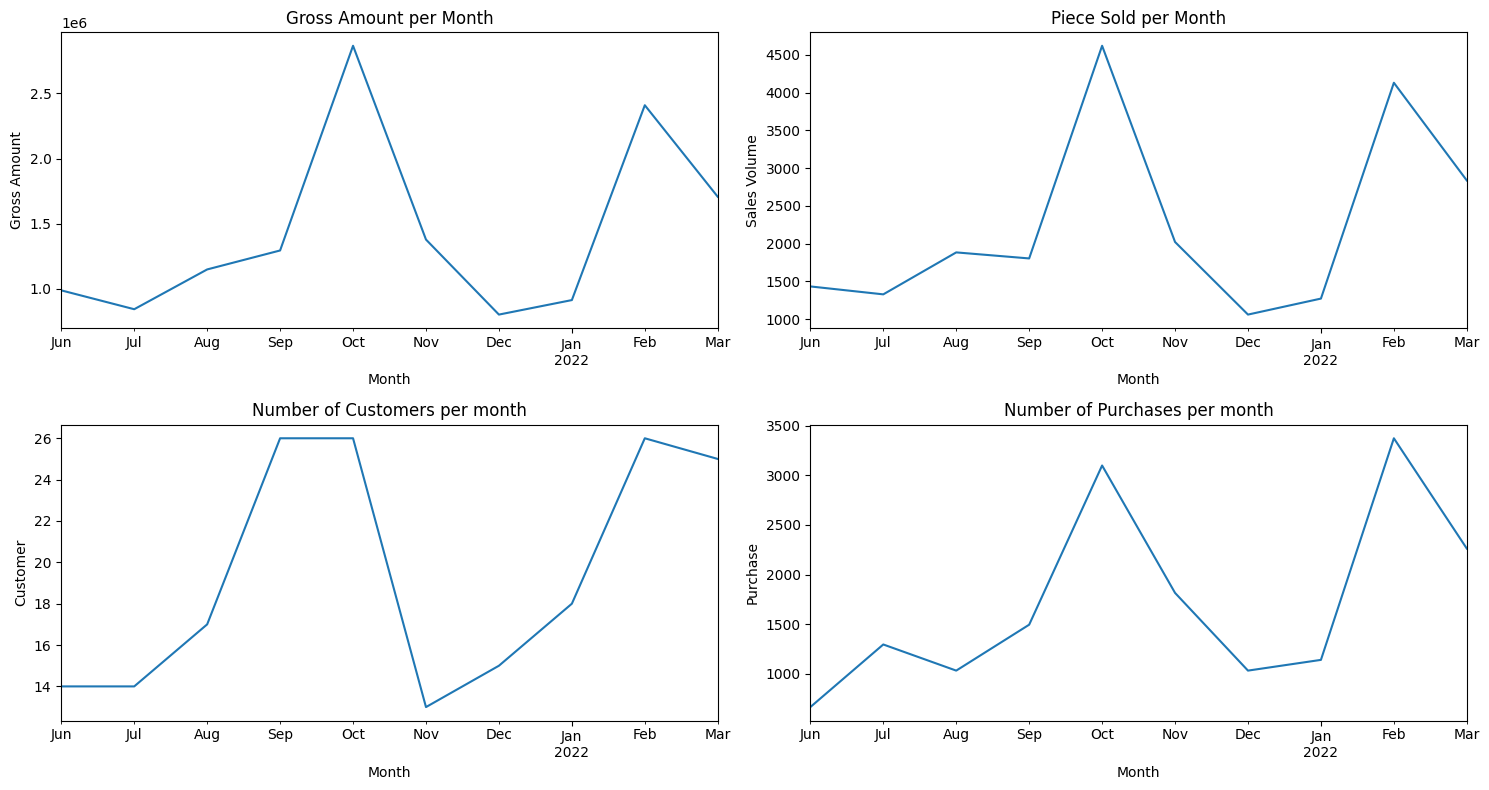 Gross Amount per Month
1e6
2.5
2.0
1.5
1.0
Gross Amount
Jun Jul Aug Sep Oct Nov Dec Jan Feb Mar
2022
Month
Piece Sold per Month
4500
4000
3500
3000
2500
2000
1500
1000
Sales Volume
Jun Jul Aug Sep Oct Nov Dec Jan Feb Mar
2022
Month
Number of Customers per month
26
24
22
20
18
16
14
Customer
Jun Jul Aug Sep Oct Nov Dec Jan Feb Mar
2022
Month
Number of Purchases per month
3500
3000
2500
2000
1500
1000
Purchase
Jun Jul Aug Sep Oct Nov Dec Jan Feb Mar
2022
Month